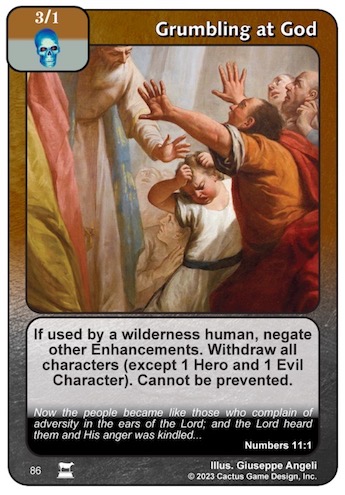 3/1
Grumbling at God
If used by a wilderness human, negate
other Enhancements. Withdraw all
characters (except 1 Hero and 1 Evil
Character). Cannot be prevented.
Now the people became like those who complain of
adversity in the ears of the Lord; and the Lord heard
them and His anger was kindled...
Numbers 11:1
86
Illus. Giuseppe Angeli
© 2023 Cactus Game Design, Inc.